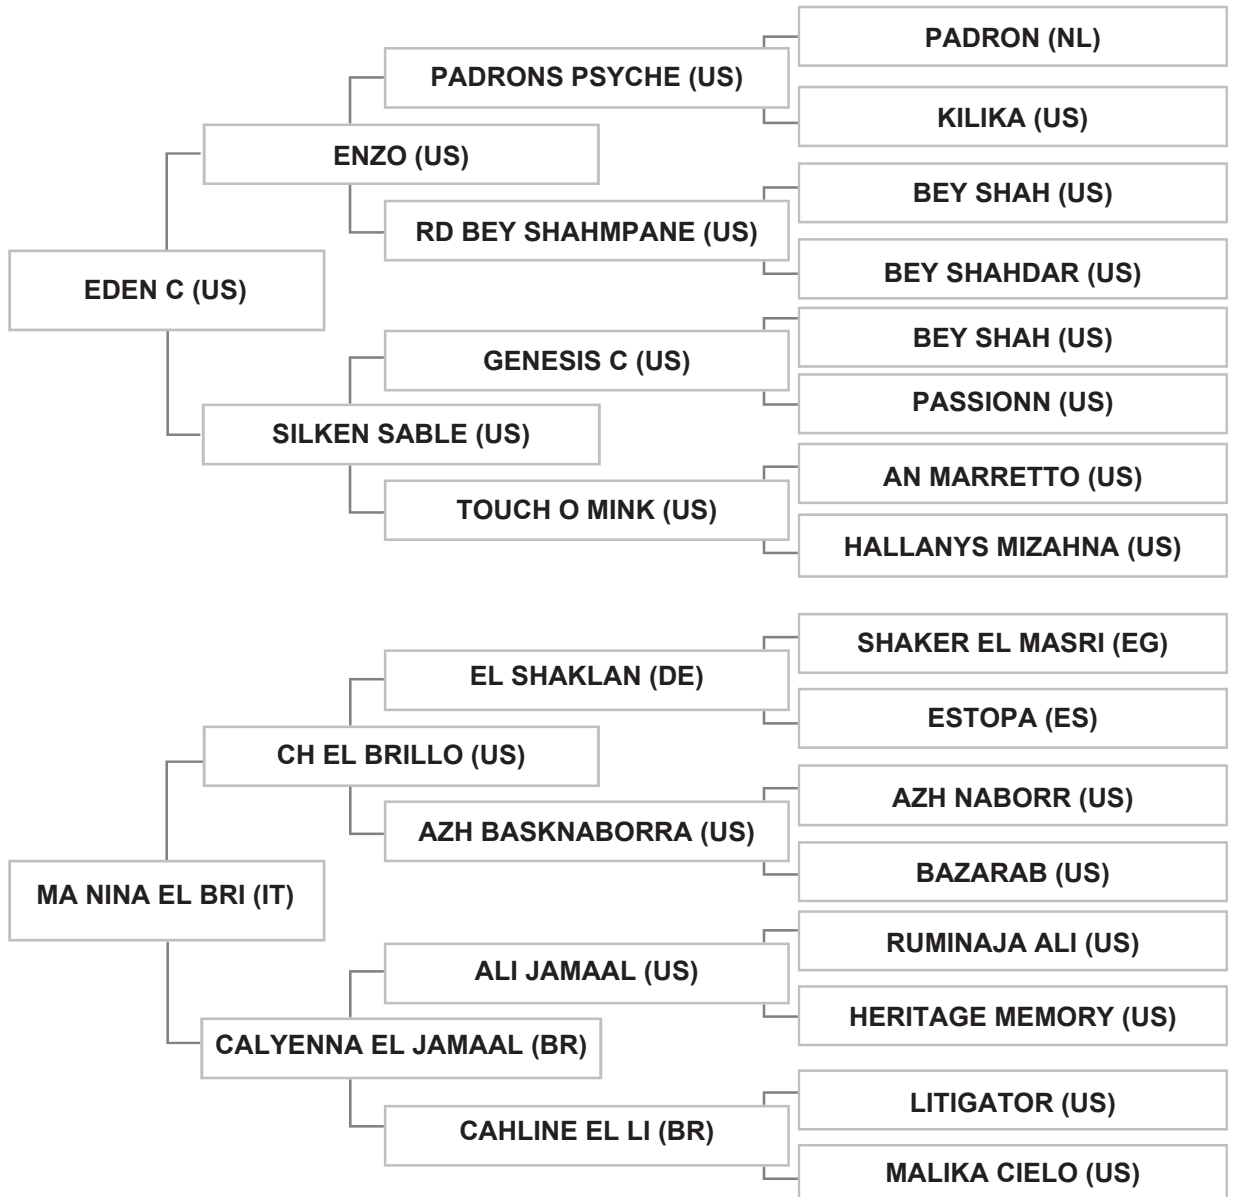 PADRON (NL)
PADRONS PSYCHE (US)
KILIKA (US)
ENZO (US)
BEY SHAH (US)
RD BEY SHAHMPANE (US)
BEY SHAHDAR (US)
EDEN C (US)
BEY SHAH (US)
GENESIS C (US)
PASSIONN (US)
SILKEN SABLE (US)
AN MARRETTO (US)
TOUCH O MINK (US)
HALLANYS MIZAHNA (US)
SHAKER EL MASRI (EG)
EL SHAKLAN (DE)
ESTOPA (ES)
CH EL BRILLO (US)
AZH NABORR (US)
AZH BASKNABORRA (US)
BAZARAB (US)
MA NINA EL BRI (IT)
RUMINAJA ALI (US)
ALI JAMAAL (US)
HERITAGE MEMORY (US)
CALYENNA EL JAMAAL (BR)
LITIGATOR (US)
CAHLINE EL LI (BR)
MALIKA CIELO (US)